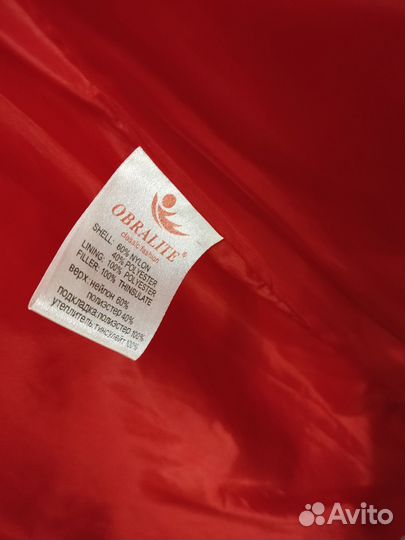 OBRALITE®
classic fashion
SHELL: 60% NYLON
40% POLYESTER
LINING: 100% POLYESTER
FILLER: 100% THINSULATE
верх: нейлон 60%
полиэстер 40%
подкладка:полиэстер 100%
утеплитель:тинсулейт 100%
Avito